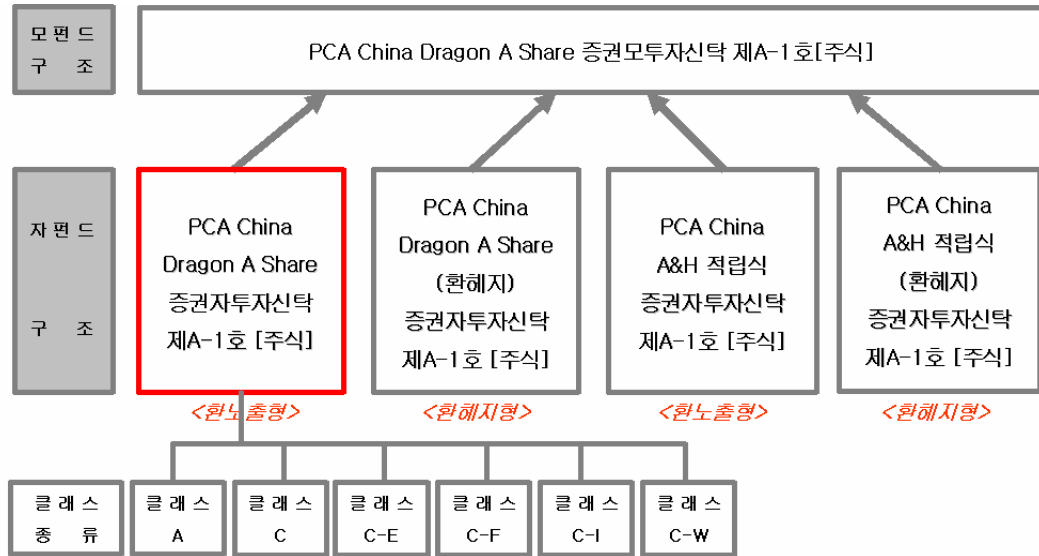 모 펀 드
구 조
PCA China Dragon A Share 증권모투자신탁 제A-1호[주식]
자 펀 드
구 조
PCA China
Dragon A Share
증권자투자신탁
제A-1호 [주식]
PCA China
Dragon A Share
(환헤지)
증권자투자신탁
제A-1호 [주식]
PCA China
A&H 적립식
증권자투자신탁
제A-1호 [주식]
PCA China
A&H 적립식
(환헤지)
증권자투자신탁
제A-1호 [주식]
<환노출형>
<환헤지형>
<환노출형>
<환헤지형>
클 래 스
종 류
클 래 스
A
클 래 스
C
클 래 스
C-E
클 래 스
C-F
클 래 스
C-I
클 래 스
C-W